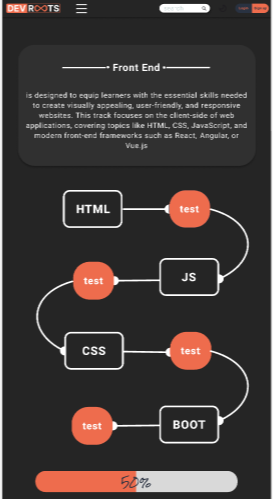 DEV ROOTS
Front End
is designed to equip learners with the essential skills needed
to create visually appealing, user-friendly, and responsive
websites. This track focuses on the client-side of web
applications, covering topics like HTML, CSS, JavaScript, and
modern front-end frameworks such as React, Angular, or
Vue.js
HTML
test
test
JS
CSS
test
test
BOOT
50%